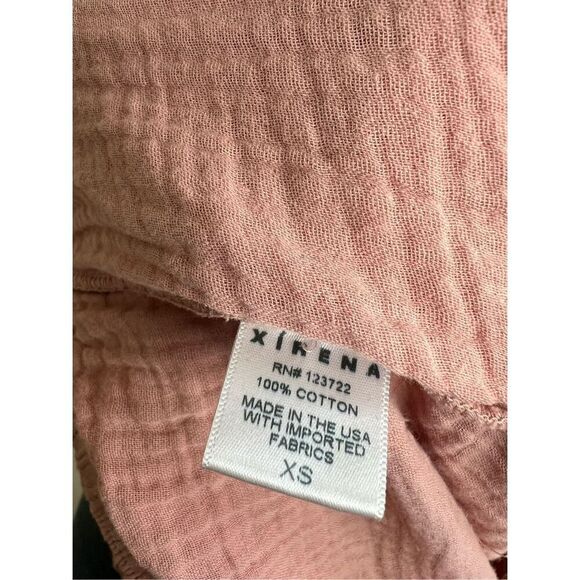 XÍRENA
RN# 123722
100% COTTON
MADE IN THE USA
WITH IMPORTED
FABRICS
XS